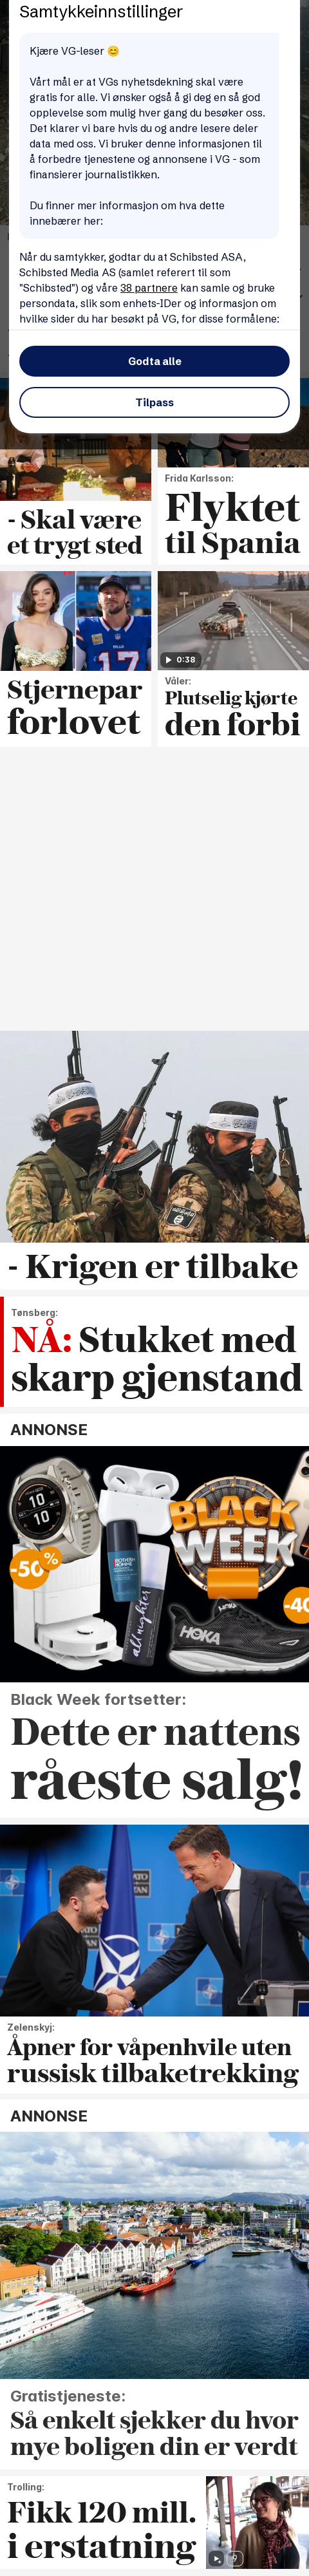 Samtykkeinnstillinger
Kjære VG-leser 😊
Vårt mål er at VGs nyhetsdekning skal være
gratis for alle. Vi ønsker også å gi deg en så god
opplevelse som mulig hver gang du besøker oss.
Det klarer vi bare hvis du og andre lesere deler
data med oss. Vi bruker denne informasjonen til
å forbedre tjenestene og annonsene i VG - som
finansierer journalistikken.
Du finner mer informasjon om hva dette
innebærer her:
Når du samtykker, godtar du at Schibsted ASA,
Schibsted Media AS (samlet referert til som
"Schibsted") og våre 38 partnere kan samle og bruke
persondata, slik som enhets-IDer og informasjon om
hvilke sider du har besøkt på VG, for disse formålene:
Godta alle
Tilpass
- Skal være
et trygt sted
Frida Karlsson:
Flyktet
til Spania
BILLS
17
Stjernepar
forlovet
0:38
Våler:
Plutselig kjørte
den forbi
- Krigen er tilbake
Tønsberg:
NÅ: Stukket med
skarp gjenstand
ANNONSE
10
-50%
BIOTHERM
HOMME
all nighter
BLACK
WEEK
HOKA
-40
Black Week fortsetter:
Dette er nattens
råeste salg!
NATO
OTAN
Zelenskyj:
Åpner for våpenhvile uten
russisk tilbaketrekking
ANNONSE
Gratistjeneste:
Så enkelt sjekker du hvor
mye boligen din er verdt
Trolling:
Fikk 120 mill.
i erstatning